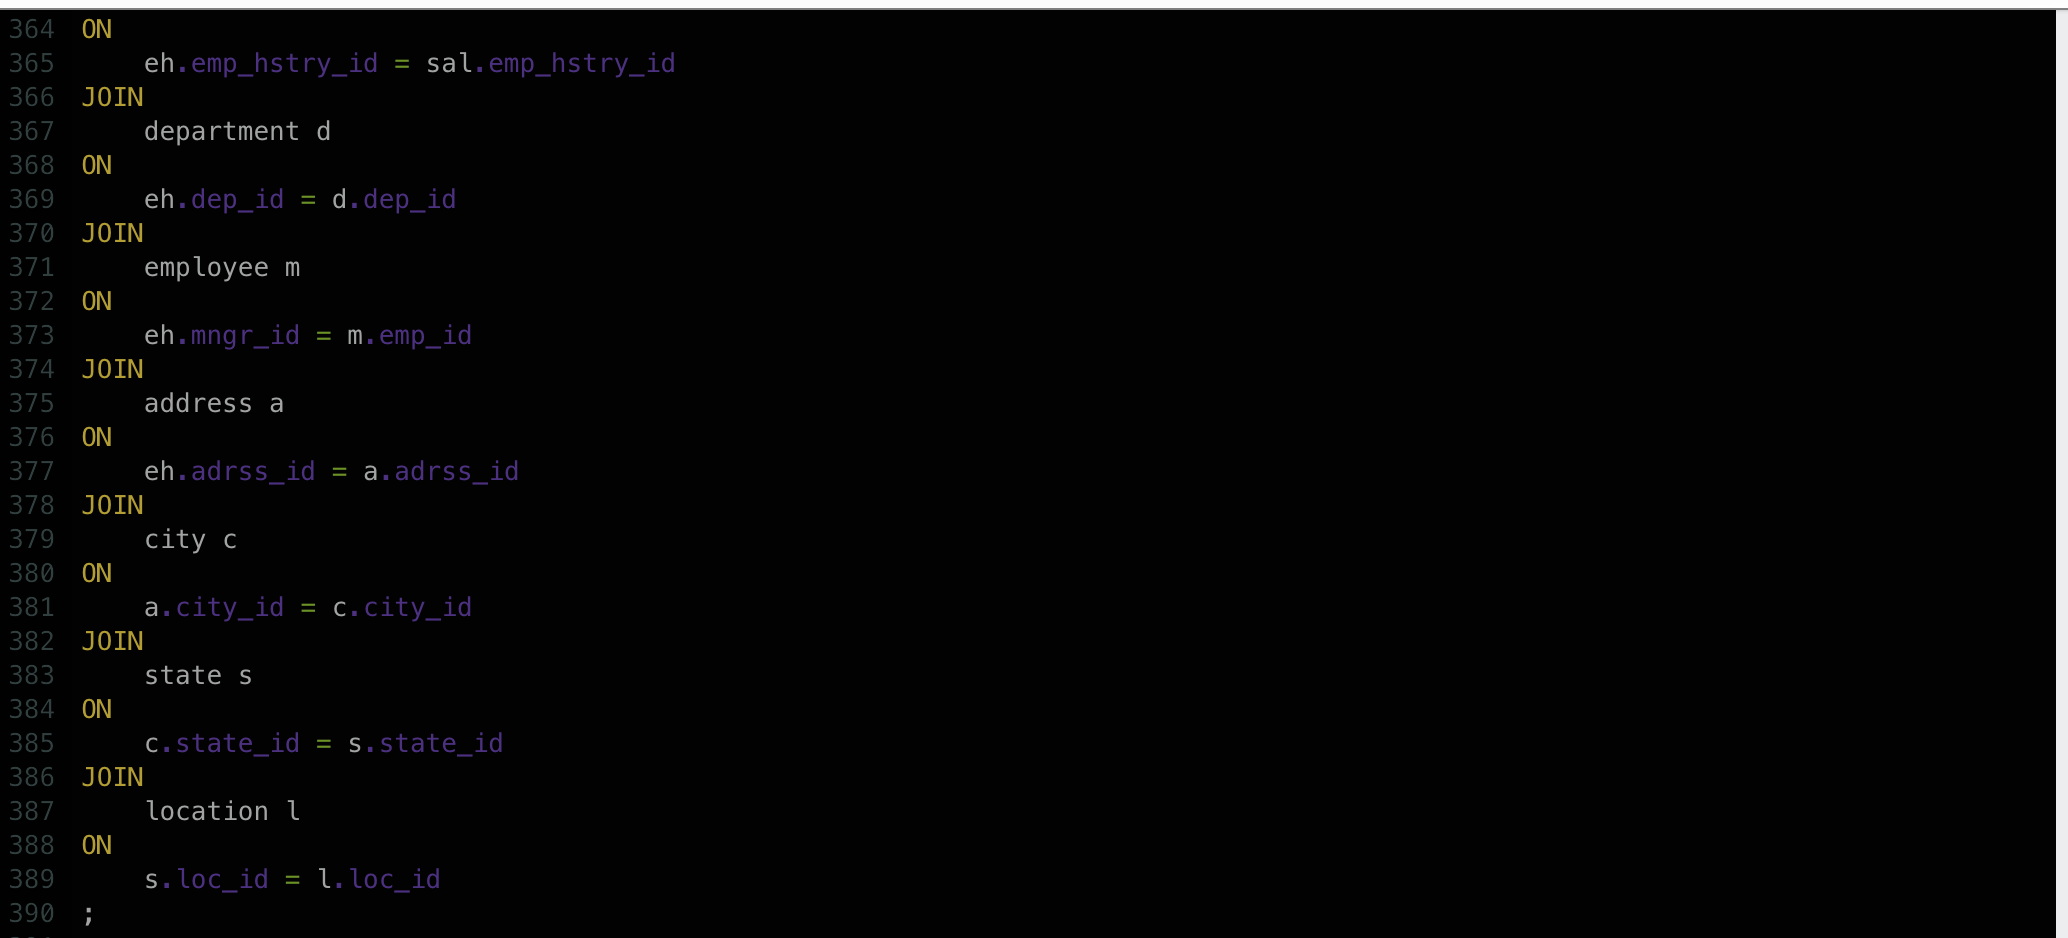 364 ON
365     eh.emp_hstry_id = sal.emp_hstry_id
366 JOIN
367     department d
368 ON
369     eh.dep_id = d.dep_id
370 JOIN
371     employee m
372 ON
373     eh.mngr_id = m.emp_id
374 JOIN
375     address a
376 ON
377     eh.adrss_id = a.adrss_id
378 JOIN
379     city c
380 ON
381     a.city_id = c.city_id
382 JOIN
383     state s
384 ON
385     c.state_id = s.state_id
386 JOIN
387     location l
388 ON
389     s.loc_id = l.loc_id
390 ;